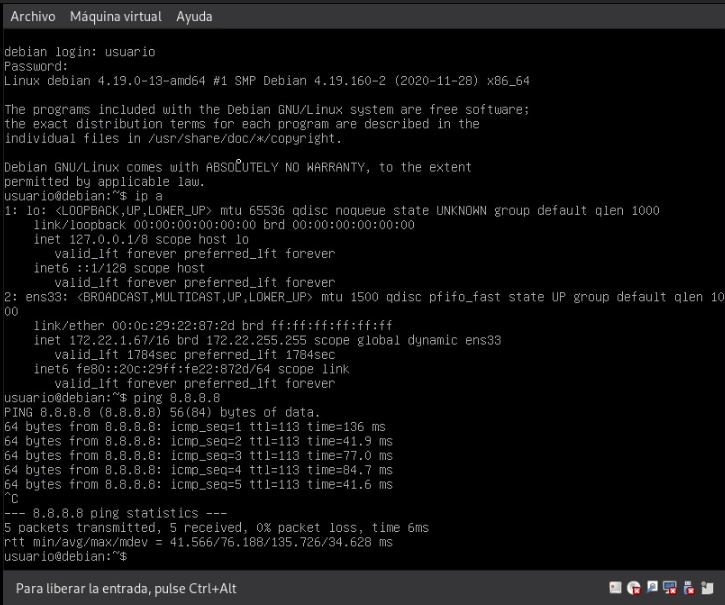 Archivo Máquina virtual Ayuda
debian login: usuario
Password:
Linux debian 4.19.0-13-amd64 #1 SMP Debian 4.19.160-2 (2020-11-28) x86_64
The programs included with the Debian GNU/Linux system are free software;
the exact distribution terms for each program are described in the
individual files in /usr/share/doc/*/copyright.
Debian GNU/Linux comes with ABSOLUTELY NO WARRANTY, to the extent
permitted by applicable law.
usuario@debian:~$ ip a
1: lo: <LOOPBACK,UP,LOWER_UP> mtu 65536 qdisc noqueue state UNKNOWN group default qlen 1000
link/loopback 00:00:00:00:00:00 brd 00:00:00:00:00:00
inet 127.0.0.1/8 scope host lo
valid_lft forever preferred_lft forever
inet6 ::1/128 scope host
valid_lft forever preferred_lft forever
2: ens33: <BROADCAST,MULTICAST,UP,LOWER_UP> mtu 1500 qdisc pfifo_fast state UP group default qlen 10
00
link/ether 00:0c:29:22:87:2d brd ff:ff:ff:ff:ff:ff
inet 172.22.1.67/16 brd 172.22.255.255 scope global dynamic ens33
valid_lft 1784sec preferred_lft 1784sec
inet6 fe80::20c:29ff:fe22:872d/64 scope link
valid_lft forever preferred_lft forever
usuario@debian:~$ ping 8.8.8.8
PING 8.8.8.8 (8.8.8.8) 56(84) bytes of data.
64 bytes from 8.8.8.8: icmp_seq=1 ttl=113 time=136 ms
64 bytes from 8.8.8.8: icmp_seq=2 ttl=113 time=41.9 ms
64 bytes from 8.8.8.8: icmp_seq=3 ttl=113 time=77.0 ms
64 bytes from 8.8.8.8: icmp_seq=4 ttl=113 time=84.7 ms
64 bytes from 8.8.8.8: icmp_seq=5 ttl=113 time=41.6 ms
^C
--- 8.8.8.8 ping statistics ---
5 packets transmitted, 5 received, 0% packet loss, time 6ms
rtt min/avg/max/mdev = 41.566/76.188/135.726/34.628 ms
usuario@debian:~$
Para liberar la entrada, pulse Ctrl+Alt